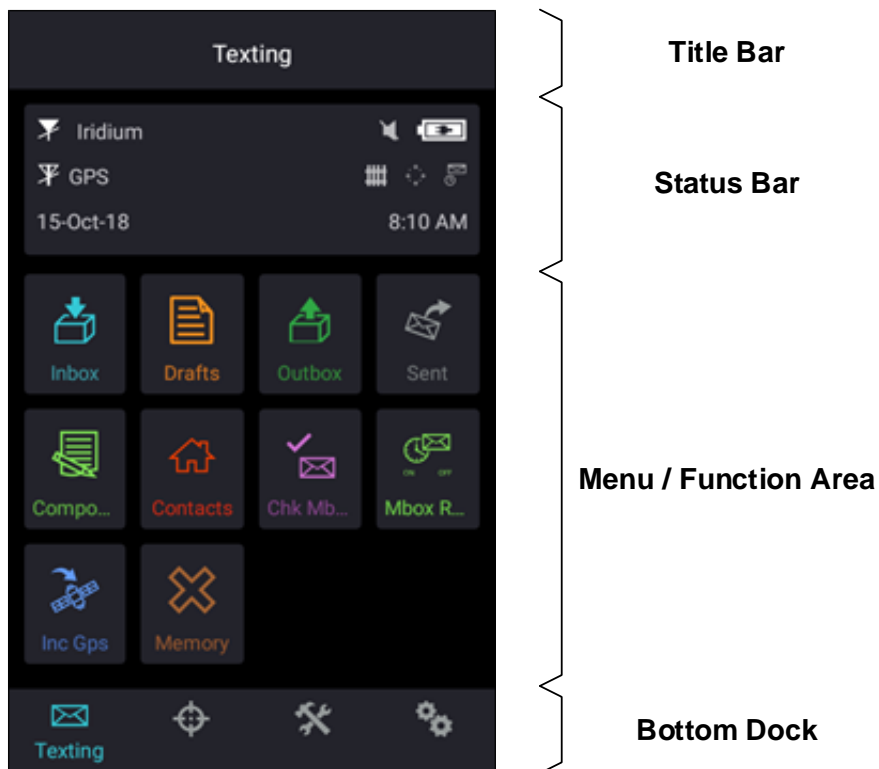 Texting
Title Bar
Iridium
GPS
15-Oct-18
8:10 AM
Status Bar
Inbox
Drafts
Outbox
Sent
Compo...
Contacts
Chk Mb...
Mbox R...
ON OFF
Inc Gps
Memory
Menu / Function Area
Texting
Bottom Dock